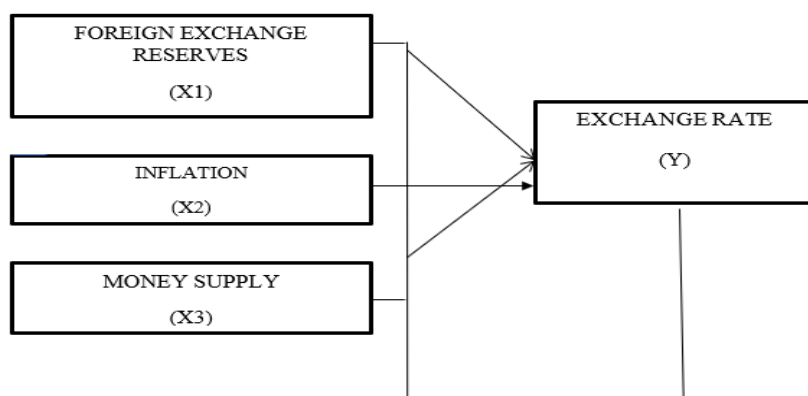 FOREIGN EXCHANGE
RESERVES
(X1)
EXCHANGE RATE
(Y)
INFLATION
(X2)
MONEY SUPPLY
(X3)